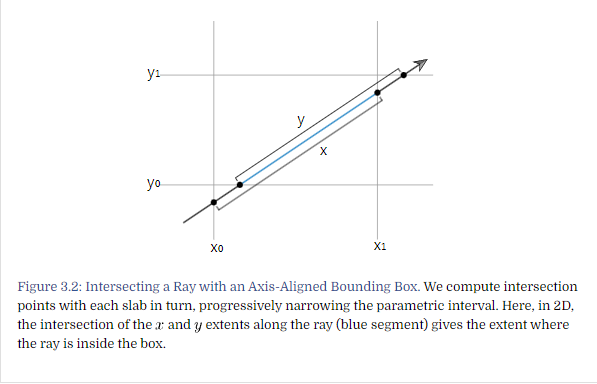 y1
y
x
y0
x0
x1
Figure 3.2: Intersecting a Ray with an Axis-Aligned Bounding Box. We compute intersection
points with each slab in turn, progressively narrowing the parametric interval. Here, in 2D,
the intersection of the x and y extents along the ray (blue segment) gives the extent where
the ray is inside the box.